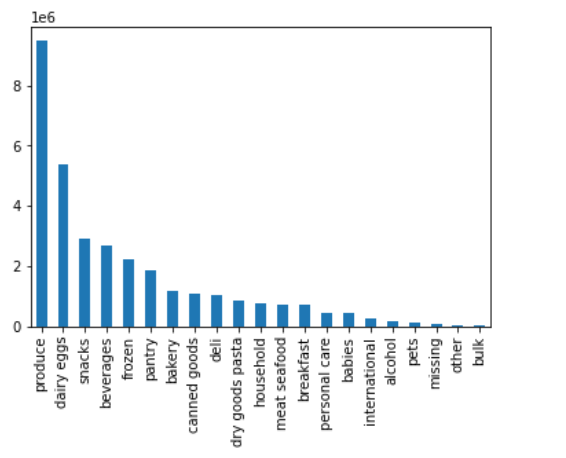 1e6
8
6
4
2
0
produce
dairy eggs
snacks
beverages
frozen
pantry
bakery
canned goods
deli
dry goods pasta
household
meat seafood
breakfast
personal care
babies
international
alcohol
pets
missing
other
bulk